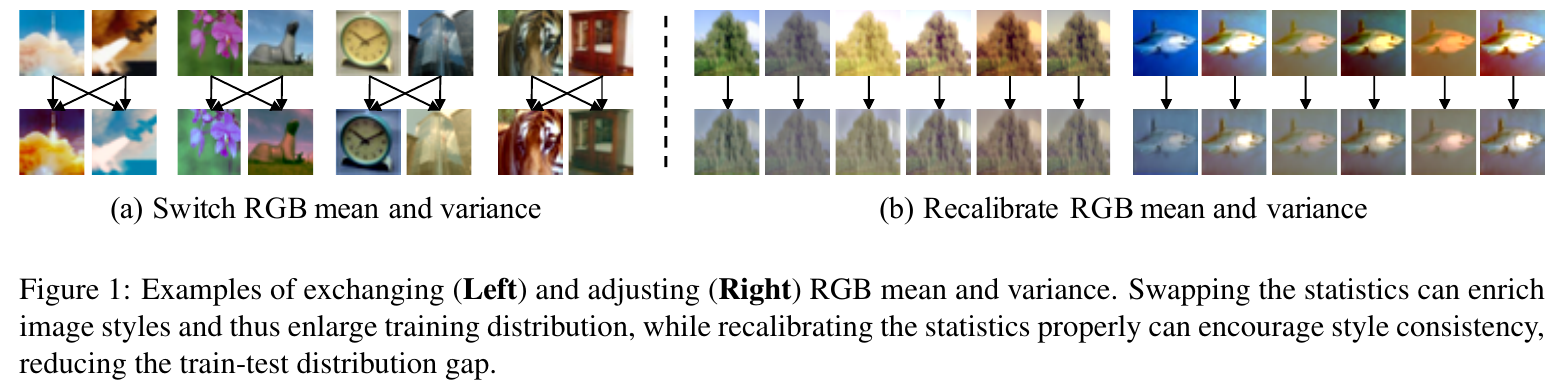 (a) Switch RGB mean and variance
(b) Recalibrate RGB mean and variance
Figure 1: Examples of exchanging (Left) and adjusting (Right) RGB mean and variance. Swapping the statistics can enrich
image styles and thus enlarge training distribution, while recalibrating the statistics properly can encourage style consistency,
reducing the train-test distribution gap.